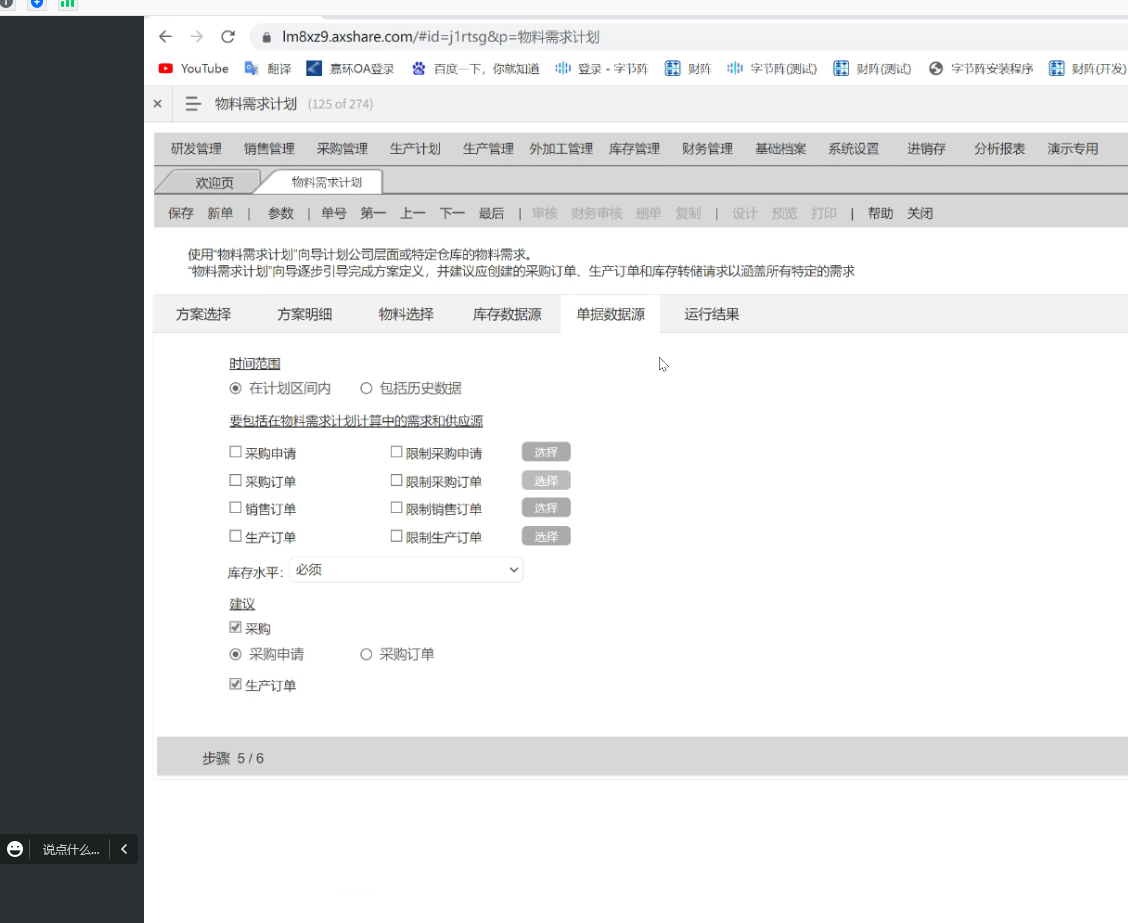 lm8xz9.axshare.com/#id=j1rtsg&p=物料需求计划
YouTube 翻译 嘉环OA登录 百度一下，你就知道 登录 - 字节阵 财阵 字节阵(测试) 财阵(测试) 字节阵安装程序 财阵(开发)
物料需求计划 (125 of 274)
研发管理 销售管理 采购管理 生产计划 生产管理 外加工管理 库存管理 财务管理 基础档案 系统设置 进销存 分析报表 演示专用
欢迎页 物料需求计划
保存 新单 | 参数 | 单号 第一 上一 下一 最后 | 审核 财务审核 删单 复制 | 设计 预览 打印 | 帮助 关闭
使用“物料需求计划”向导计划公司层面或特定仓库的物料需求。
“物料需求计划”向导逐步引导完成方案定义，并建议应创建的采购订单、生产订单和库存转储请求以涵盖所有特定的需求
方案选择 方案明细 物料选择 库存数据源 单据数据源 运行结果
时间范围
在计划区间内 包括历史数据
要包括在物料需求计划计算中的需求和供应源
采购申请 限制采购申请 选择
采购订单 限制采购订单 选择
销售订单 限制销售订单 选择
生产订单 限制生产订单 选择
库存水平: 必须
建议
采购
采购申请 采购订单
生产订单
步骤 5 / 6
说点什么...